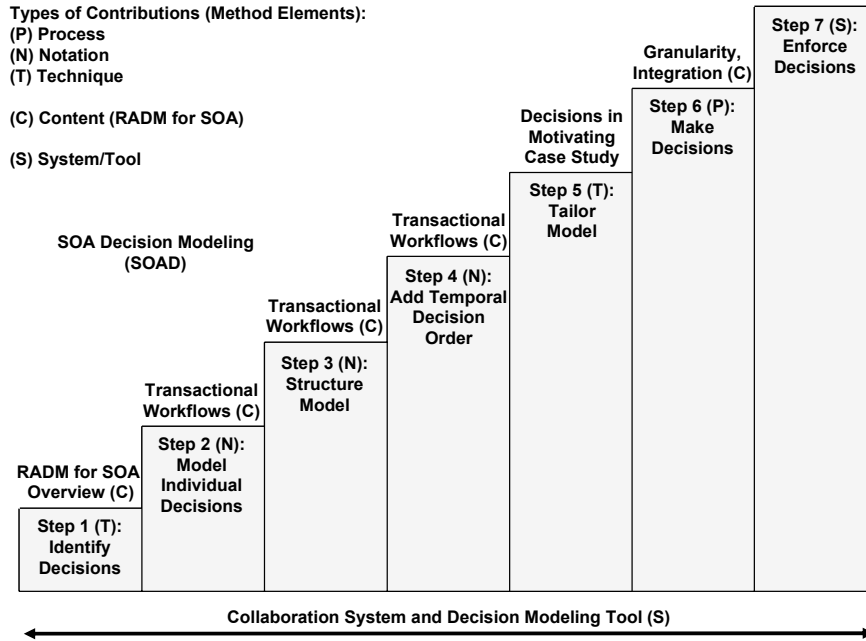 Types of Contributions (Method Elements):
(P) Process
(N) Notation
(T) Technique
(C) Content (RADM for SOA)
(S) System/Tool
SOA Decision Modeling
(SOAD)
RADM for SOA
Overview (C)
Step 1 (T):
Identify
Decisions
Transactional
Workflows (C)
Step 2 (N):
Model
Individual
Decisions
Transactional
Workflows (C)
Step 3 (N):
Structure
Model
Transactional
Workflows (C)
Step 4 (N):
Add Temporal
Decision
Order
Decisions in
Motivating
Case Study
Step 5 (T):
Tailor
Model
Granularity,
Integration (C)
Step 6 (P):
Make
Decisions
Step 7 (S):
Enforce
Decisions
Collaboration System and Decision Modeling Tool (S)